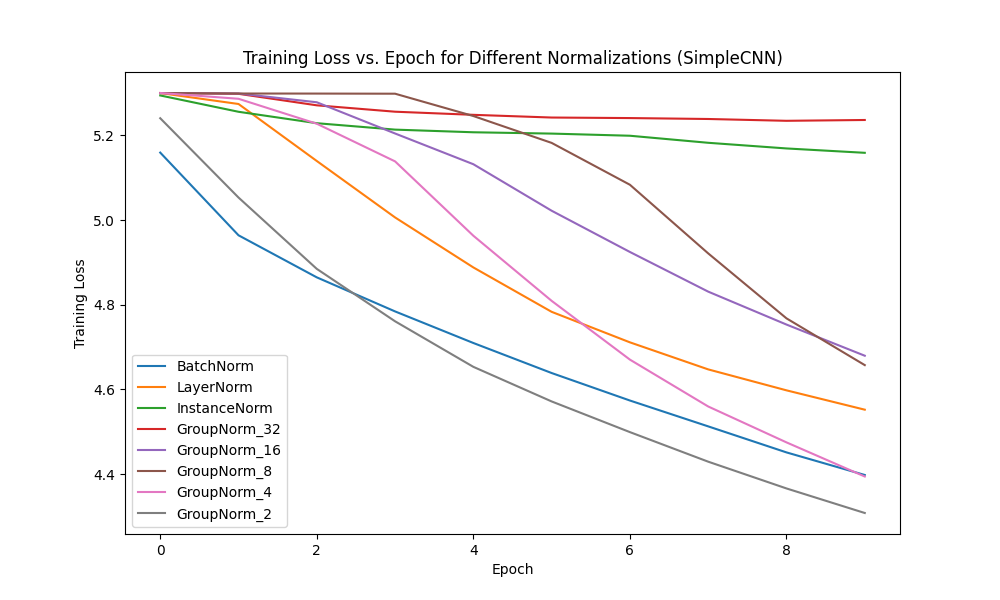 Training Loss vs. Epoch for Different Normalizations (SimpleCNN)
Training Loss
5.2
5.0
4.8
4.6
4.4
BatchNorm
LayerNorm
InstanceNorm
GroupNorm_32
GroupNorm_16
GroupNorm_8
GroupNorm_4
GroupNorm_2
0 2 4 6 8
Epoch